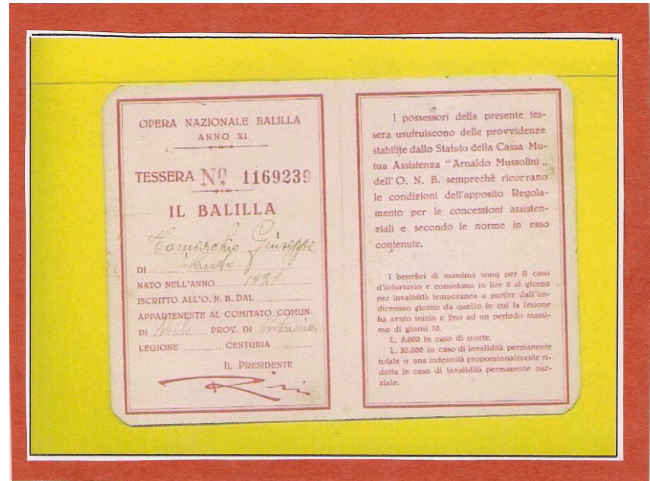 OPERA NAZIONALE BALILLA
ANNO XI
TESSERA Nº 1169239
IL BALILLA
Tomarchio Giuseppe
DI
NATO NELL'ANNO 1921
ISCRITTO ALL'O. N. B. DAL
APPARTENENTE AL COMITATO COMUN.
DI PROV. DI
LEGIONE CENTURIA
IL PRESIDENTE
I possessori della presente tes-
sera usufruiscono delle provvidenze
stabilite dallo Statuto della Cassa Mu-
tua Assistenza "Arnaldo Mussolini"
dell'O. N. B. semprechè ricorrano
le condizioni dell'apposito Regola-
mento per le concessioni assisten-
ziali e secondo le norme in esso
contenute.
I benefici di massima sono per il caso
d'infortunio e consistono in lire 2 al giorno
per invalidità temporanea a partire dall'un-
dicesimo giorno da quello in cui la lesione
ha avuto inizio e fino ad un periodo massi-
mo di giorni 70.
L. 5.000 in caso di morte.
L. 30.000 in caso di invalidità permanente
totale o una indennità proporzionalmente ri-
dotta in caso di invalidità permanente par-
ziale.